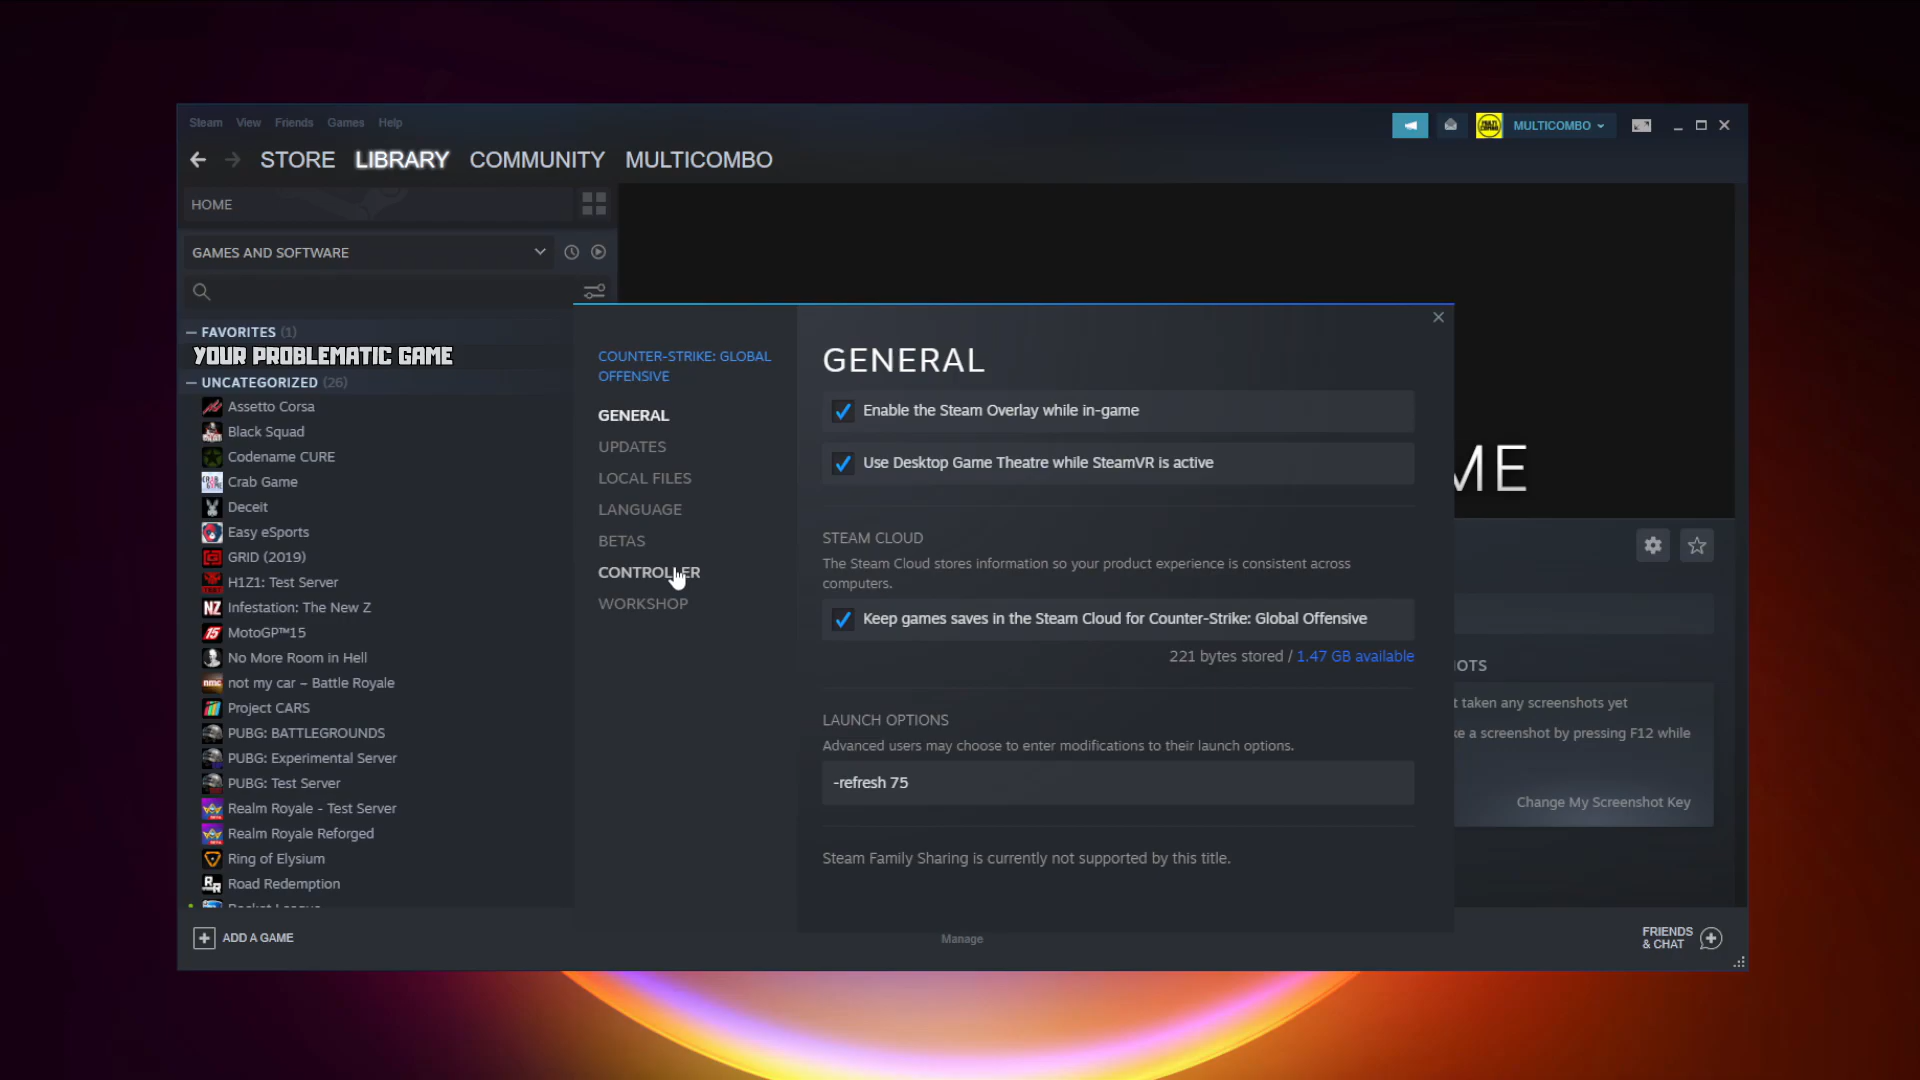 Steam View Friends Games Help
MULTICOMBO
STORE LIBRARY COMMUNITY MULTICOMBO
HOME
GAMES AND SOFTWARE
— FAVORITES (1)
YOUR PROBLEMATIC GAME
— UNCATEGORIZED (26)
Assetto Corsa
Black Squad
Codename CURE
Crab Game
Deceit
Easy eSports
GRID (2019)
H1Z1: Test Server
Infestation: The New Z
MotoGP™15
No More Room in Hell
not my car – Battle Royale
Project CARS
PUBG: BATTLEGROUNDS
PUBG: Experimental Server
PUBG: Test Server
Realm Royale - Test Server
Realm Royale Reforged
Ring of Elysium
Road Redemption
Rocket League
ADD A GAME
COUNTER-STRIKE: GLOBAL
OFFENSIVE
GENERAL
UPDATES
LOCAL FILES
LANGUAGE
BETAS
CONTROLLER
WORKSHOP
GENERAL
Enable the Steam Overlay while in-game
Use Desktop Game Theatre while SteamVR is active
STEAM CLOUD
The Steam Cloud stores information so your product experience is consistent across
computers.
Keep games saves in the Steam Cloud for Counter-Strike: Global Offensive
221 bytes stored / 1.47 GB available
LAUNCH OPTIONS
Advanced users may choose to enter modifications to their launch options.
-refresh 75
Steam Family Sharing is currently not supported by this title.
ME
OTS
t taken any screenshots yet
ke a screenshot by pressing F12 while
Change My Screenshot Key
Manage
FRIENDS
& CHAT